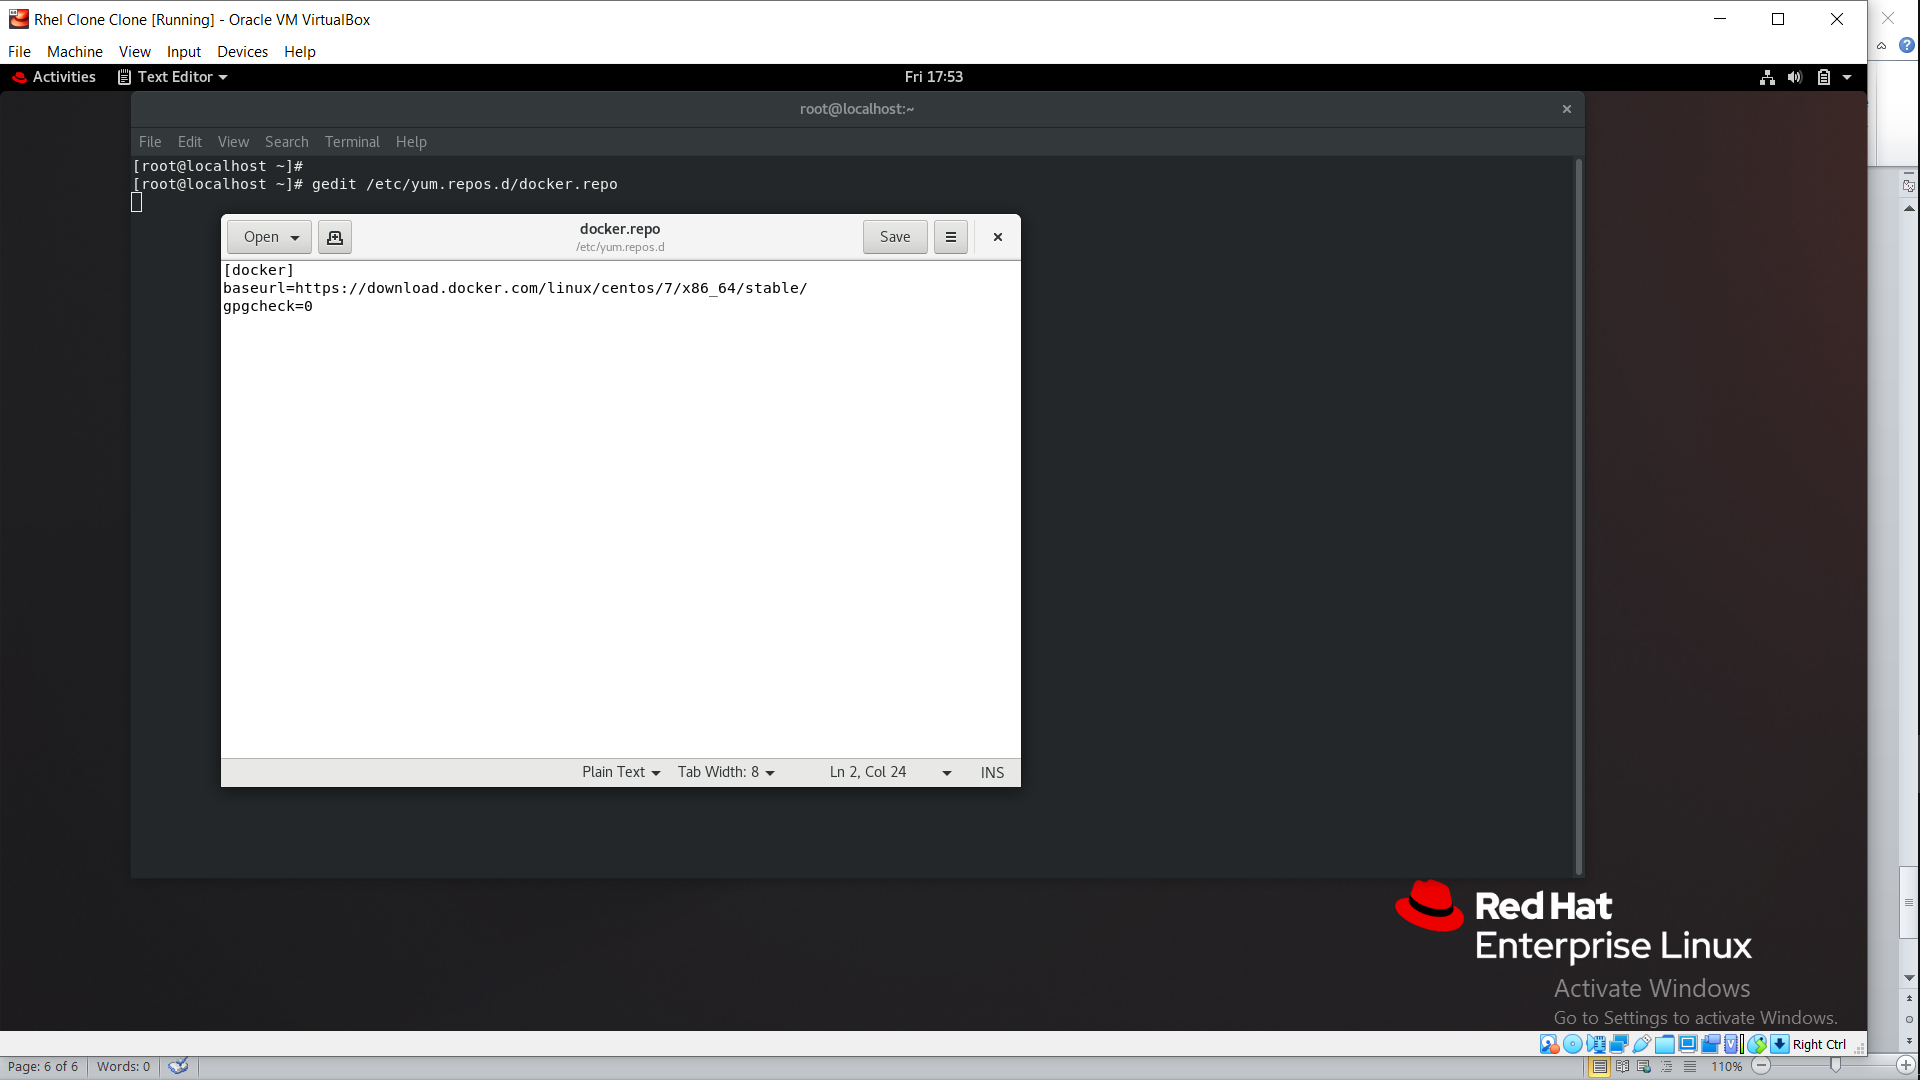 Rhel Clone Clone [Running] - Oracle VM VirtualBox
File Machine View Input Devices Help
Activities Text Editor Fri 17:53
root@localhost:~
File Edit View Search Terminal Help
[root@localhost ~]#
[root@localhost ~]# gedit /etc/yum.repos.d/docker.repo
Open docker.repo Save
/etc/yum.repos.d
[docker]
baseurl=https://download.docker.com/linux/centos/7/x86_64/stable/
gpgcheck=0
Plain Text Tab Width: 8 Ln 2, Col 24 INS
Red Hat
Enterprise Linux
Activate Windows
Go to Settings to activate Windows.
Right Ctrl
Page: 6 of 6 Words: 0 110%